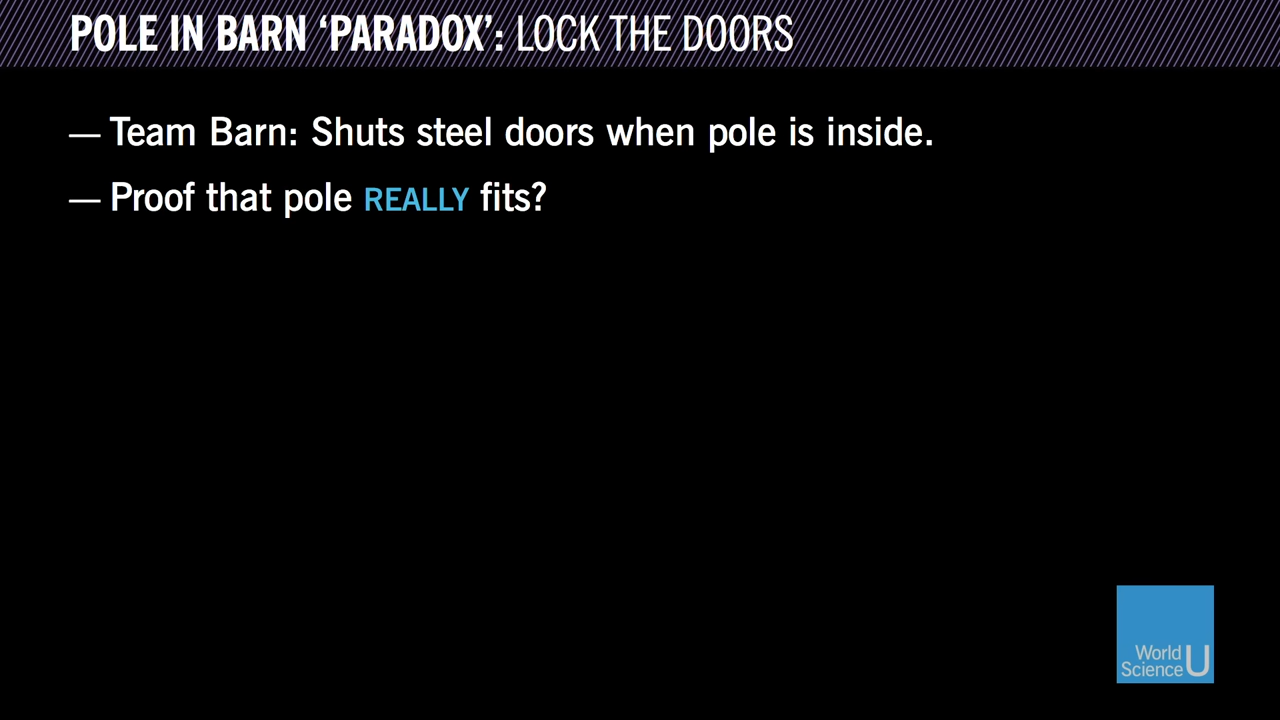 POLE IN BARN ‘PARADOX’: LOCK THE DOORS
— Team Barn: Shuts steel doors when pole is inside.
— Proof that pole REALLY fits?
World
Science U